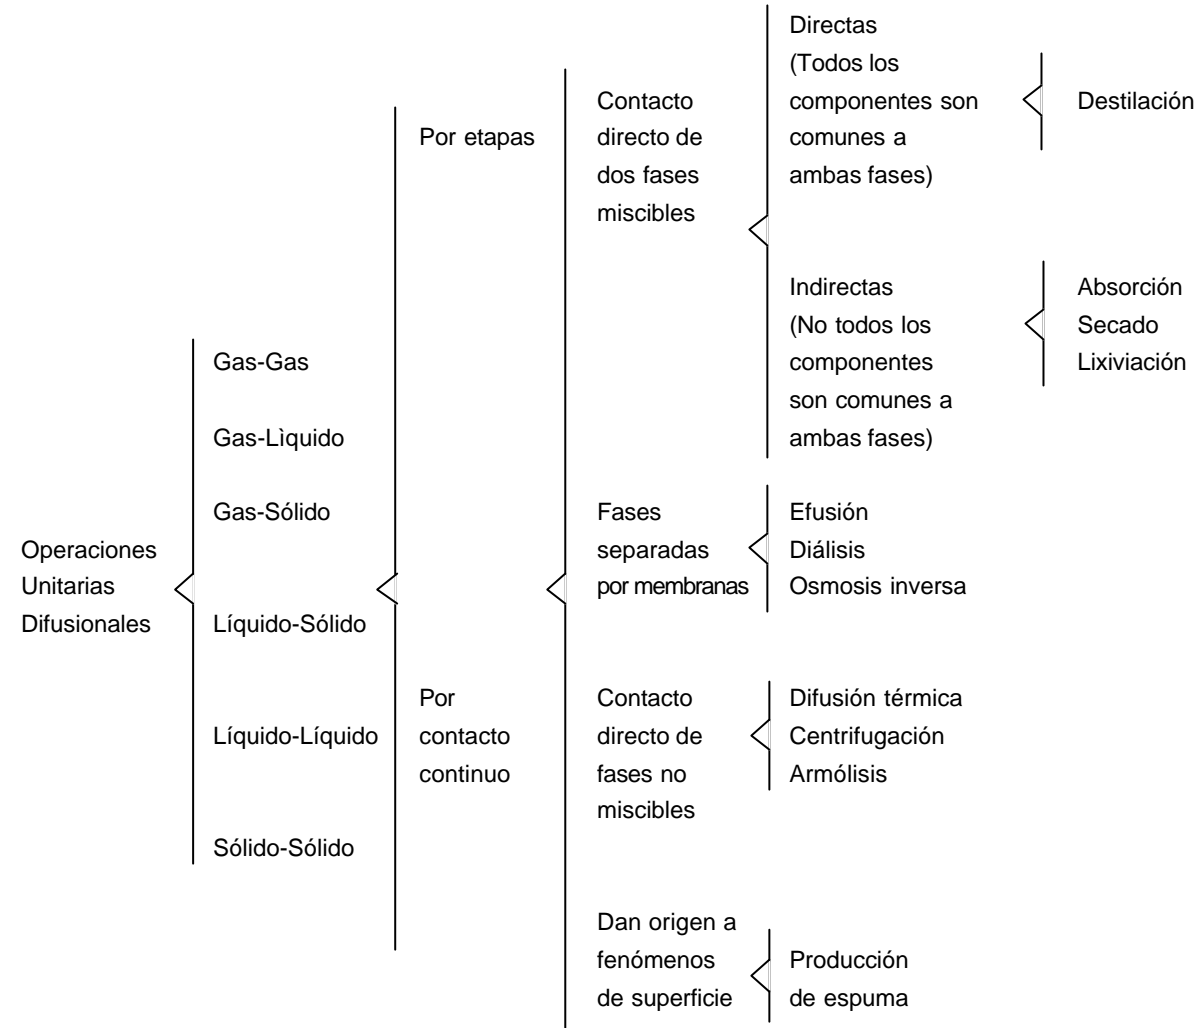 Operaciones
Unitarias
Difusionales
Gas-Gas
Gas-Lìquido
Gas-Sólido
Líquido-Sólido
Líquido-Líquido
Sólido-Sólido
Por etapas
Por
contacto
continuo
Contacto
directo de
dos fases
miscibles
Directas
(Todos los
componentes son
comunes a
ambas fases)
Destilación
Indirectas
(No todos los
componentes
son comunes a
ambas fases)
Absorción
Secado
Lixiviación
Fases
separadas
por membranas
Efusión
Diálisis
Osmosis inversa
Contacto
directo de
fases no
miscibles
Difusión térmica
Centrifugación
Armólisis
Dan origen a
fenómenos
de superficie
Producción
de espuma